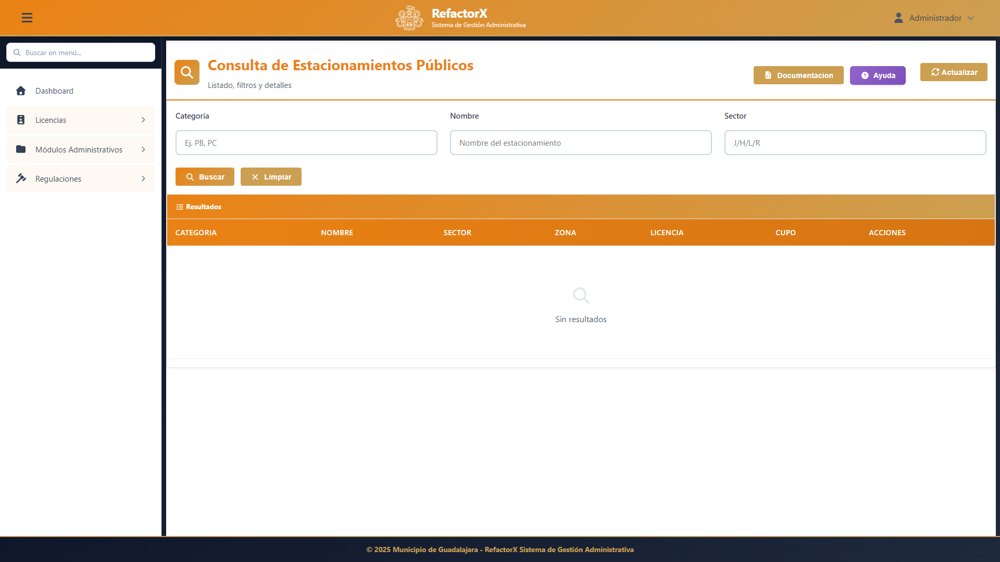 RefactorX
Sistema de Gestión Administrativa
Administrador
Buscar en menú...
Dashboard
Licencias
Módulos Administrativos
Regulaciones
Consulta de Estacionamientos Públicos
Listado, filtros y detalles
Documentacion
Ayuda
Actualizar
Categoría
Nombre
Sector
Ej. PB, PC
Nombre del estacionamiento
J/H/L/R
Buscar
Limpiar
Resultados
CATEGORIA NOMBRE SECTOR ZONA LICENCIA CUPO ACCIONES
Sin resultados
© 2025 Municipio de Guadalajara - RefactorX Sistema de Gestión Administrativa